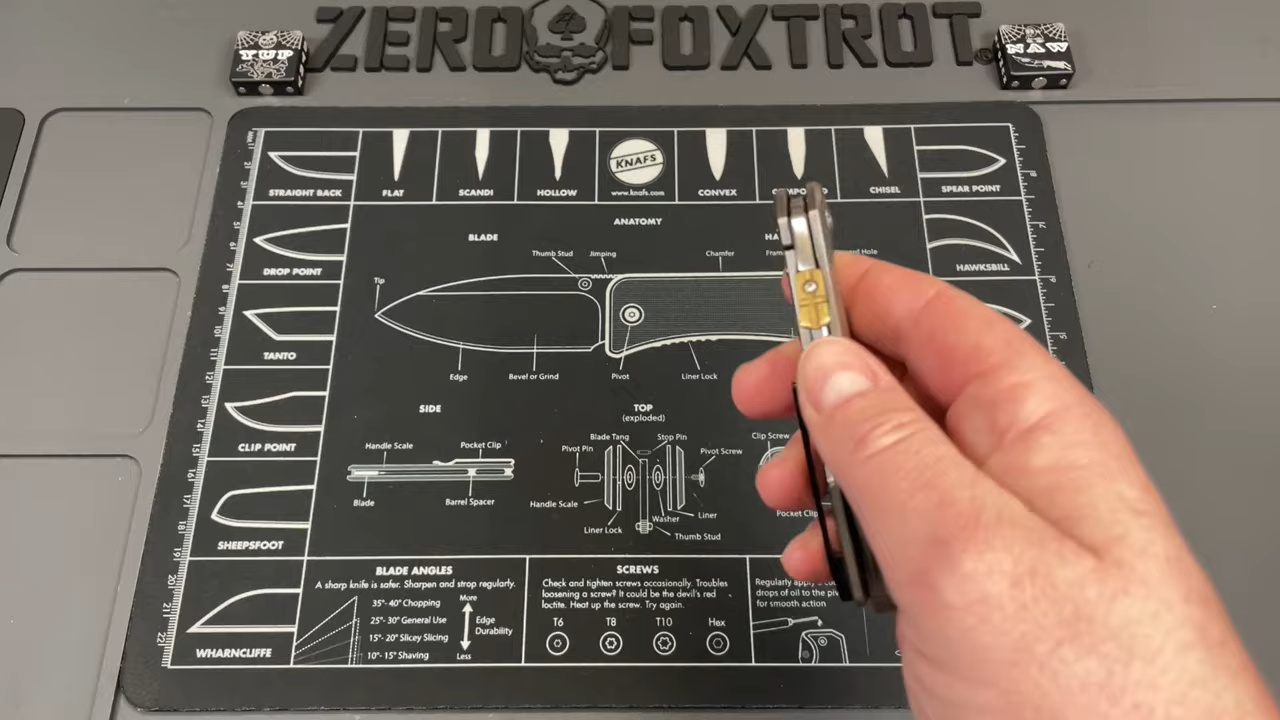 ZERO FOXTROT
YUP
NAW
STRAIGHT BACK
FLAT
SCANDI
HOLLOW
KNAFS
www.knafs.com
CONVEX
CHISEL
SPEAR POINT
DROP POINT
TANTO
CLIP POINT
SHEEPSFOOT
WHARNCLIFFE
HAWKSBILL
ANATOMY
BLADE
Thumb Stud
Jimping
Chamfer
Hole
Tip
Edge
Bevel or Grind
Pivot
Liner Lock
SIDE
Handle Scale
Pocket Clip
Blade
Barrel Spacer
TOP
(exploded)
Blade Tang
Stop Pin
Pivot Pin
Pivot Screw
Handle Scale
Liner
Liner Lock
Washer
Thumb Stud
Clip Screw
Pocket Clip
BLADE ANGLES
A sharp knife is safer. Sharpen and strop regularly.
35°- 40° Chopping
25°- 30° General Use
15°- 20° Slicey Slicing
10°- 15° Shaving
More
Edge
Durability
Less
SCREWS
Check and tighten screws occasionally. Troubles
loosening a screw? It could be the devil's red
loctite. Heat up the screw. Try again.
T6
T8
T10
Hex
Regularly apply a
drops of oil to the
for smooth action